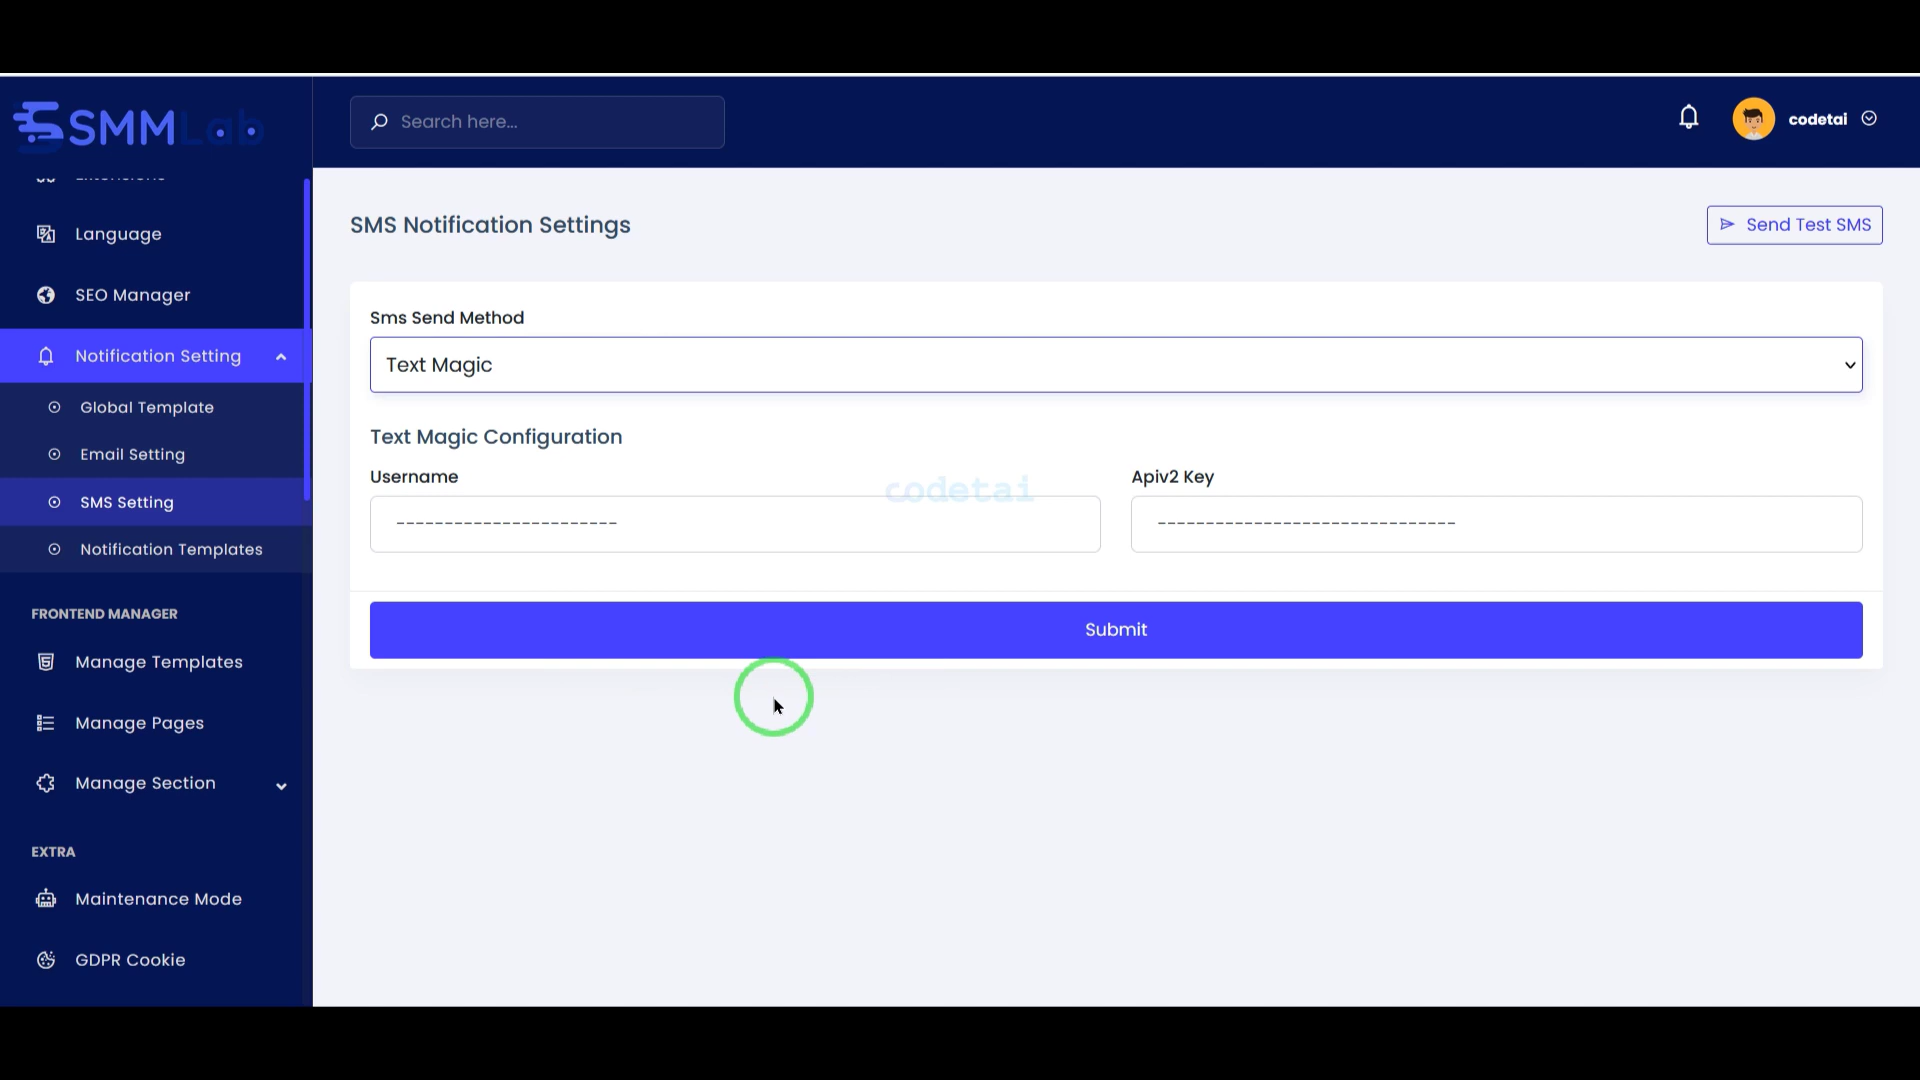 SMMLab
Search here...
codetai
Extensions
Language
SEO Manager
Notification Setting
Global Template
Email Setting
SMS Setting
Notification Templates
FRONTEND MANAGER
Manage Templates
Manage Pages
Manage Section
EXTRA
Maintenance Mode
GDPR Cookie
SMS Notification Settings
Send Test SMS
Sms Send Method
Text Magic
Text Magic Configuration
Username
Apiv2 Key
codetai
-----------------------
-------------------------------
Submit